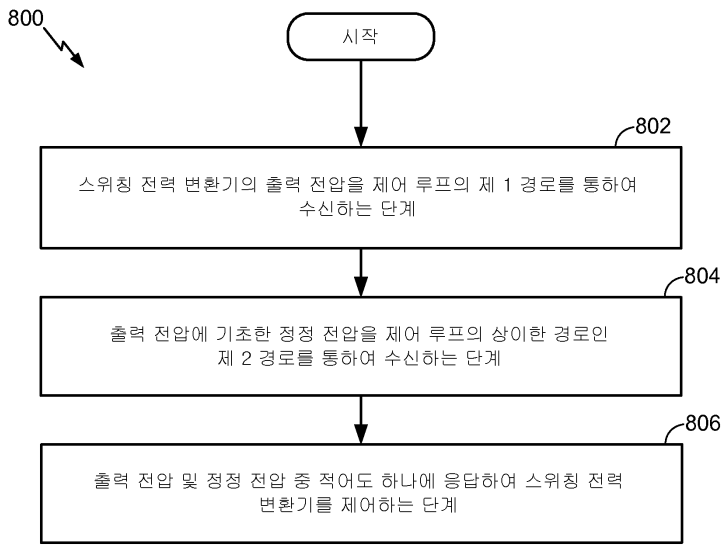 800
시작
802
스위칭 전력 변환기의 출력 전압을 제어 루프의 제 1 경로를 통하여
수신하는 단계
804
출력 전압에 기초한 정정 전압을 제어 루프의 상이한 경로인
제 2 경로를 통하여 수신하는 단계
806
출력 전압 및 정정 전압 중 적어도 하나에 응답하여 스위칭 전력
변환기를 제어하는 단계